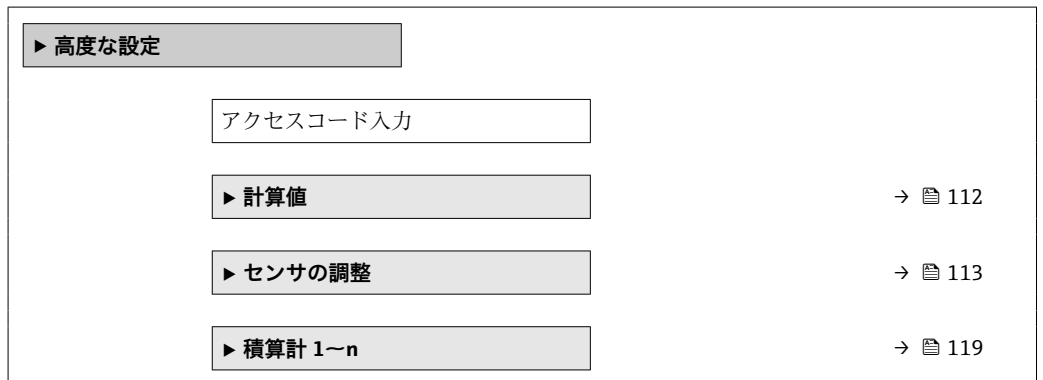 ▶ 高度な設定
アクセスコード入力
▶ 計算値 → 112
▶ センサの調整 → 113
▶ 積算計 1～n → 119